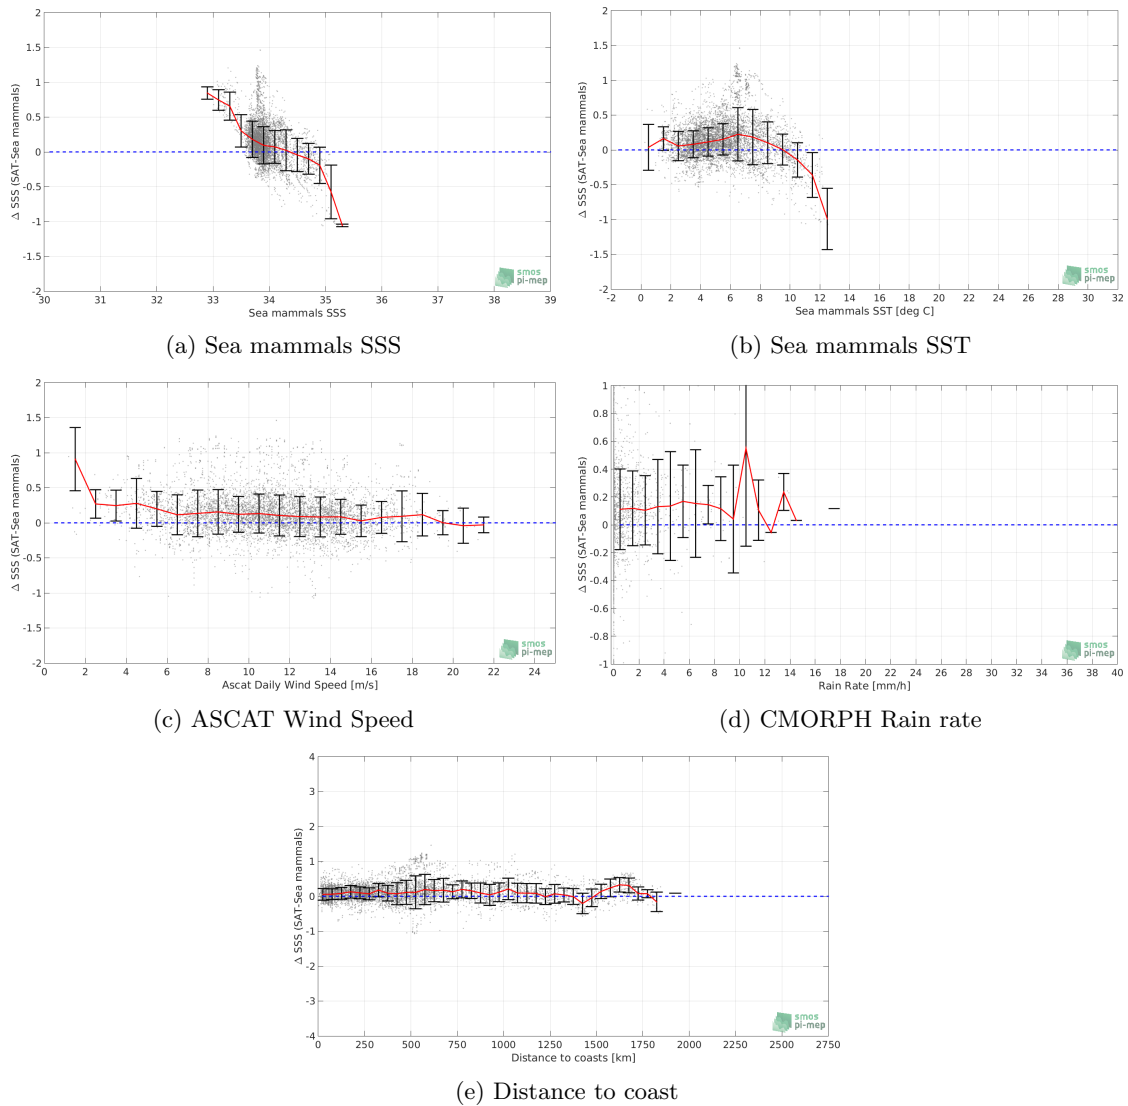 2
1.5
1
0.5
0
-0.5
-1
-1.5
-2
Δ SSS (SAT-Sea mammals)
30 31 32 33 34 35 36 37 38 39
Sea mammals SSS
smos
pi-mep
(a) Sea mammals SSS
2
1.5
1
0.5
0
-0.5
-1
-1.5
-2
Δ SSS (SAT-Sea mammals)
-2 0 2 4 6 8 10 12 14 16 18 20 22 24 26 28 30 32
Sea mammals SST [deg C]
smos
pi-mep
(b) Sea mammals SST
2
1.5
1
0.5
0
-0.5
-1
-1.5
-2
Δ SSS (SAT-Sea mammals)
0 2 4 6 8 10 12 14 16 18 20 22 24
Ascat Daily Wind Speed [m/s]
smos
pi-mep
(c) ASCAT Wind Speed
1
0.8
0.6
0.4
0.2
0
-0.2
-0.4
-0.6
-0.8
-1
Δ SSS (SAT-Sea mammals)
0 2 4 6 8 10 12 14 16 18 20 22 24 26 28 30 32 34 36 38 40
Rain Rate [mm/h]
smos
pi-mep
(d) CMORPH Rain rate
4
3
2
1
0
-1
-2
-3
-4
Δ SSS (SAT-Sea mammals)
0 250 500 750 1000 1250 1500 1750 2000 2250 2500 2750
Distance to coasts [km]
smos
pi-mep
(e) Distance to coast